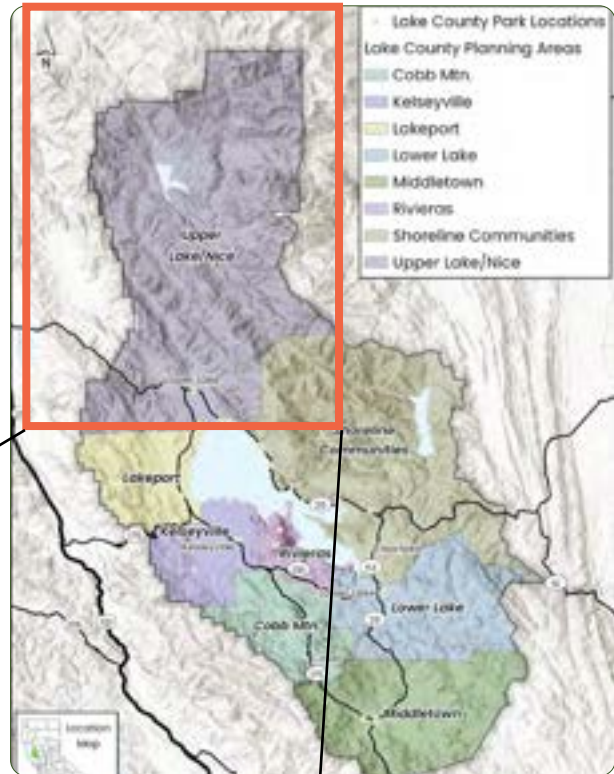 Lake County Park Locations
Lake County Planning Areas
Cobb Mtn.
Kelseyville
Lakeport
Lower Lake
Middletown
Rivieras
Shoreline Communities
Upper Lake/Nice
N
Upper
Lake/Nice
Shoreline
Communities
Lakeport
Kelseyville
Rivieras
Lower Lake
Cobb Mtn.
Middletown
Location
Map